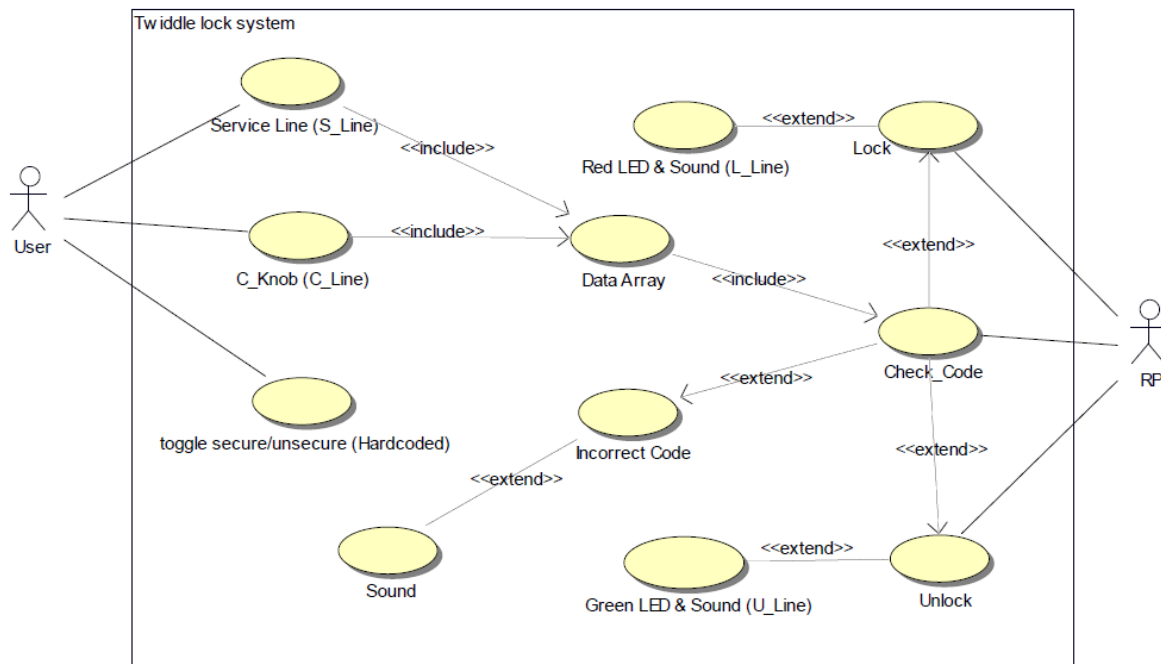 Twiddle lock system
Service Line (S_Line)
<<extend>>
Red LED & Sound (L_Line)
Lock
<<include>>
User
<<include>>
<<extend>>
C_Knob (C_Line)
Data Array
<<include>>
Check_Code
RP
<<extend>>
toggle secure/unsecure (Hardcoded)
Incorrect Code
<<extend>>
<<extend>>
<<extend>>
Sound
Green LED & Sound (U_Line)
Unlock